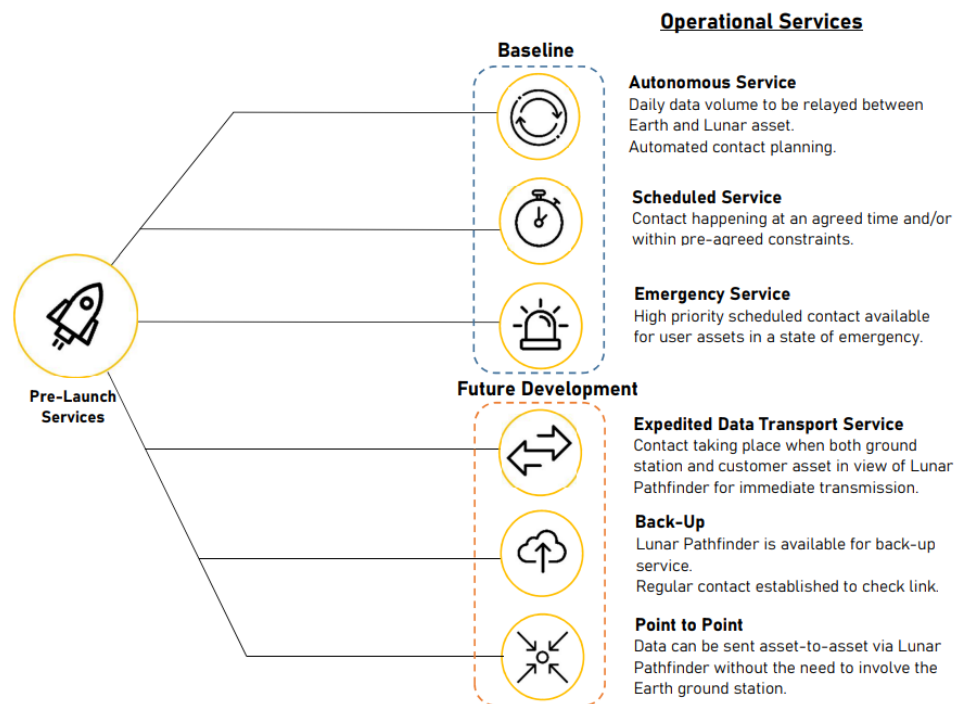 Operational Services
Baseline
Autonomous Service
Daily data volume to be relayed between
Earth and Lunar asset.
Automated contact planning.
Scheduled Service
Contact happening at an agreed time and/or
within pre-agreed constraints.
Emergency Service
High priority scheduled contact available
for user assets in a state of emergency.
Pre-Launch
Services
Future Development
Expedited Data Transport Service
Contact taking place when both ground
station and customer asset in view of Lunar
Pathfinder for immediate transmission.
Back-Up
Lunar Pathfinder is available for back-up
service.
Regular contact established to check link.
Point to Point
Data can be sent asset-to-asset via Lunar
Pathfinder without the need to involve the
Earth ground station.